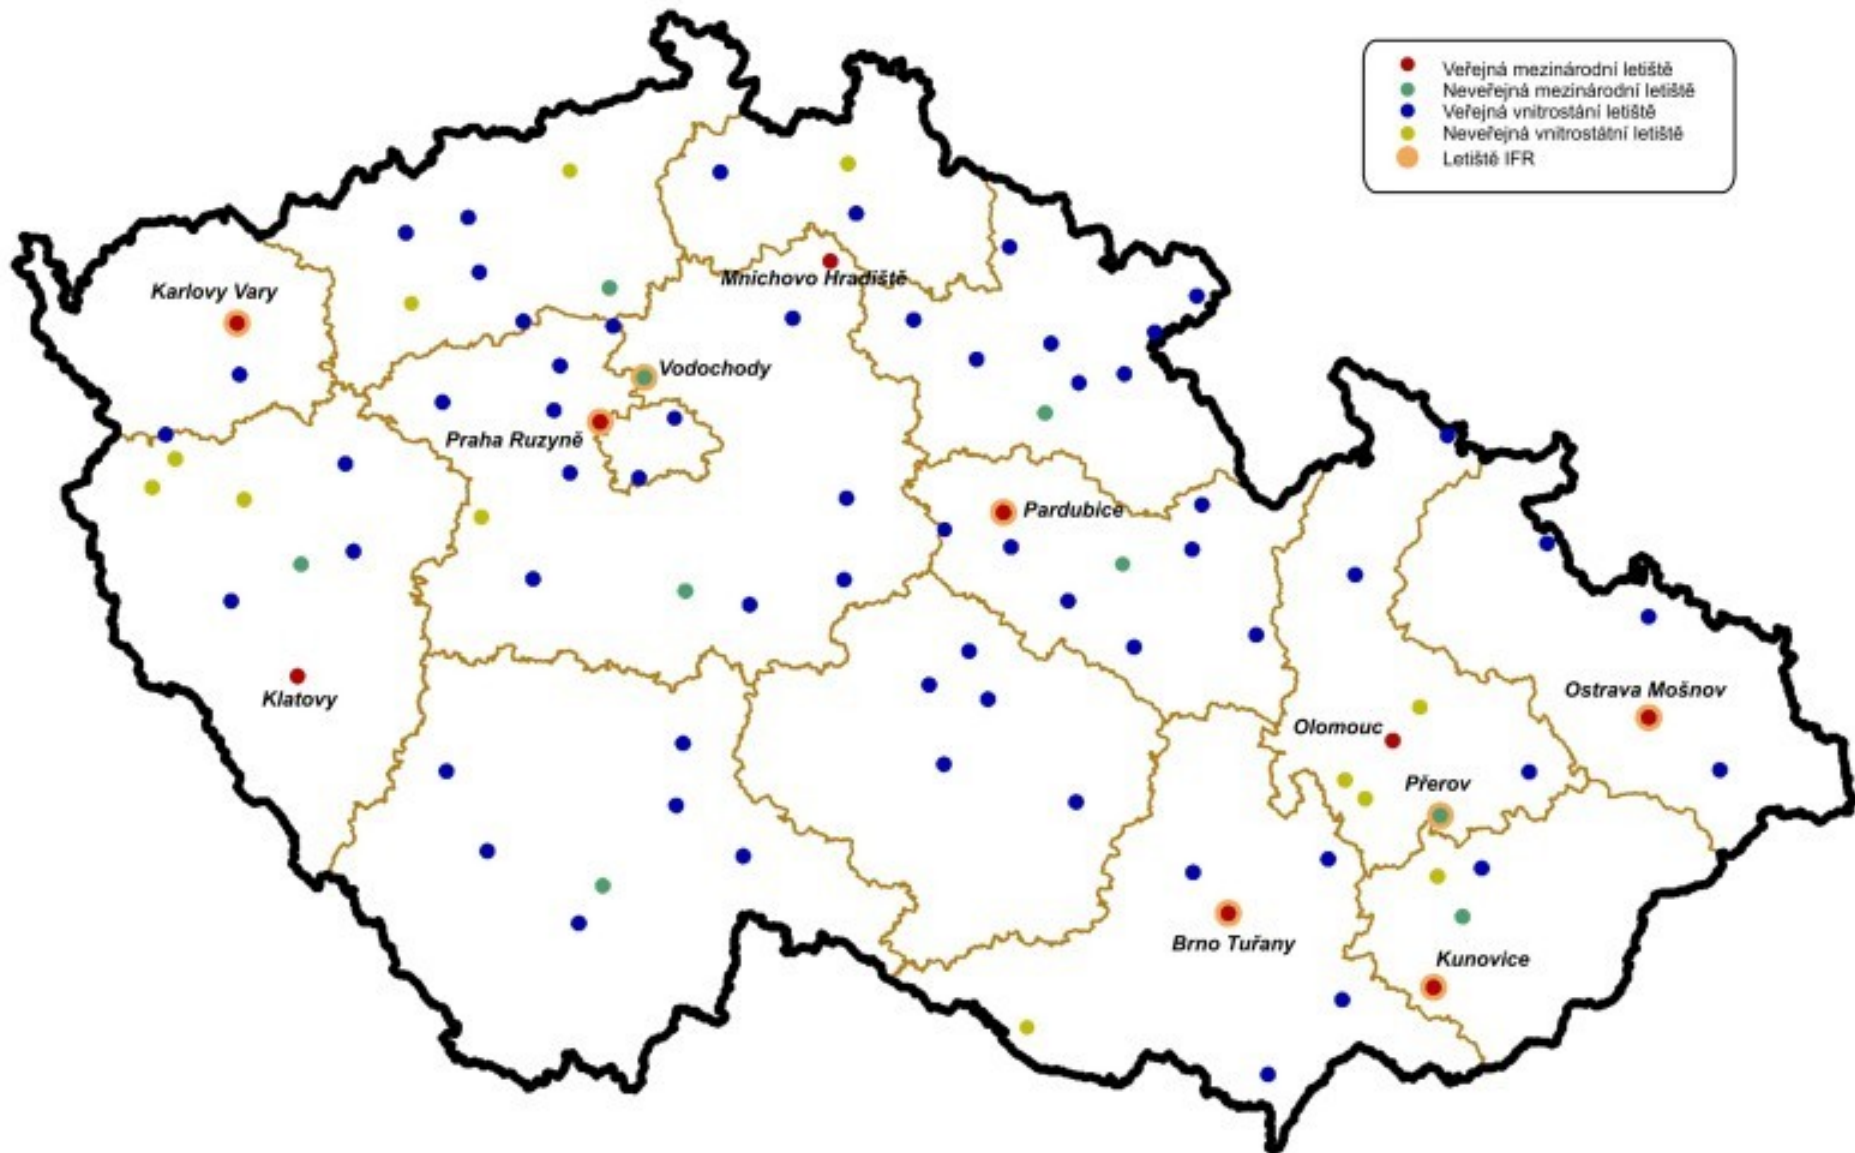 Veřejná mezinárodní letiště
Neveřejná mezinárodní letiště
Veřejná vnitrostání letiště
Neveřejná vnitrostátní letiště
Letiště IFR
Karlovy Vary
Mnichovo Hradiště
Vodochody
Praha Ruzyně
Pardubice
Klatovy
Ostrava Mošnov
Olomouc
Přerov
Brno Tuřany
Kunovice